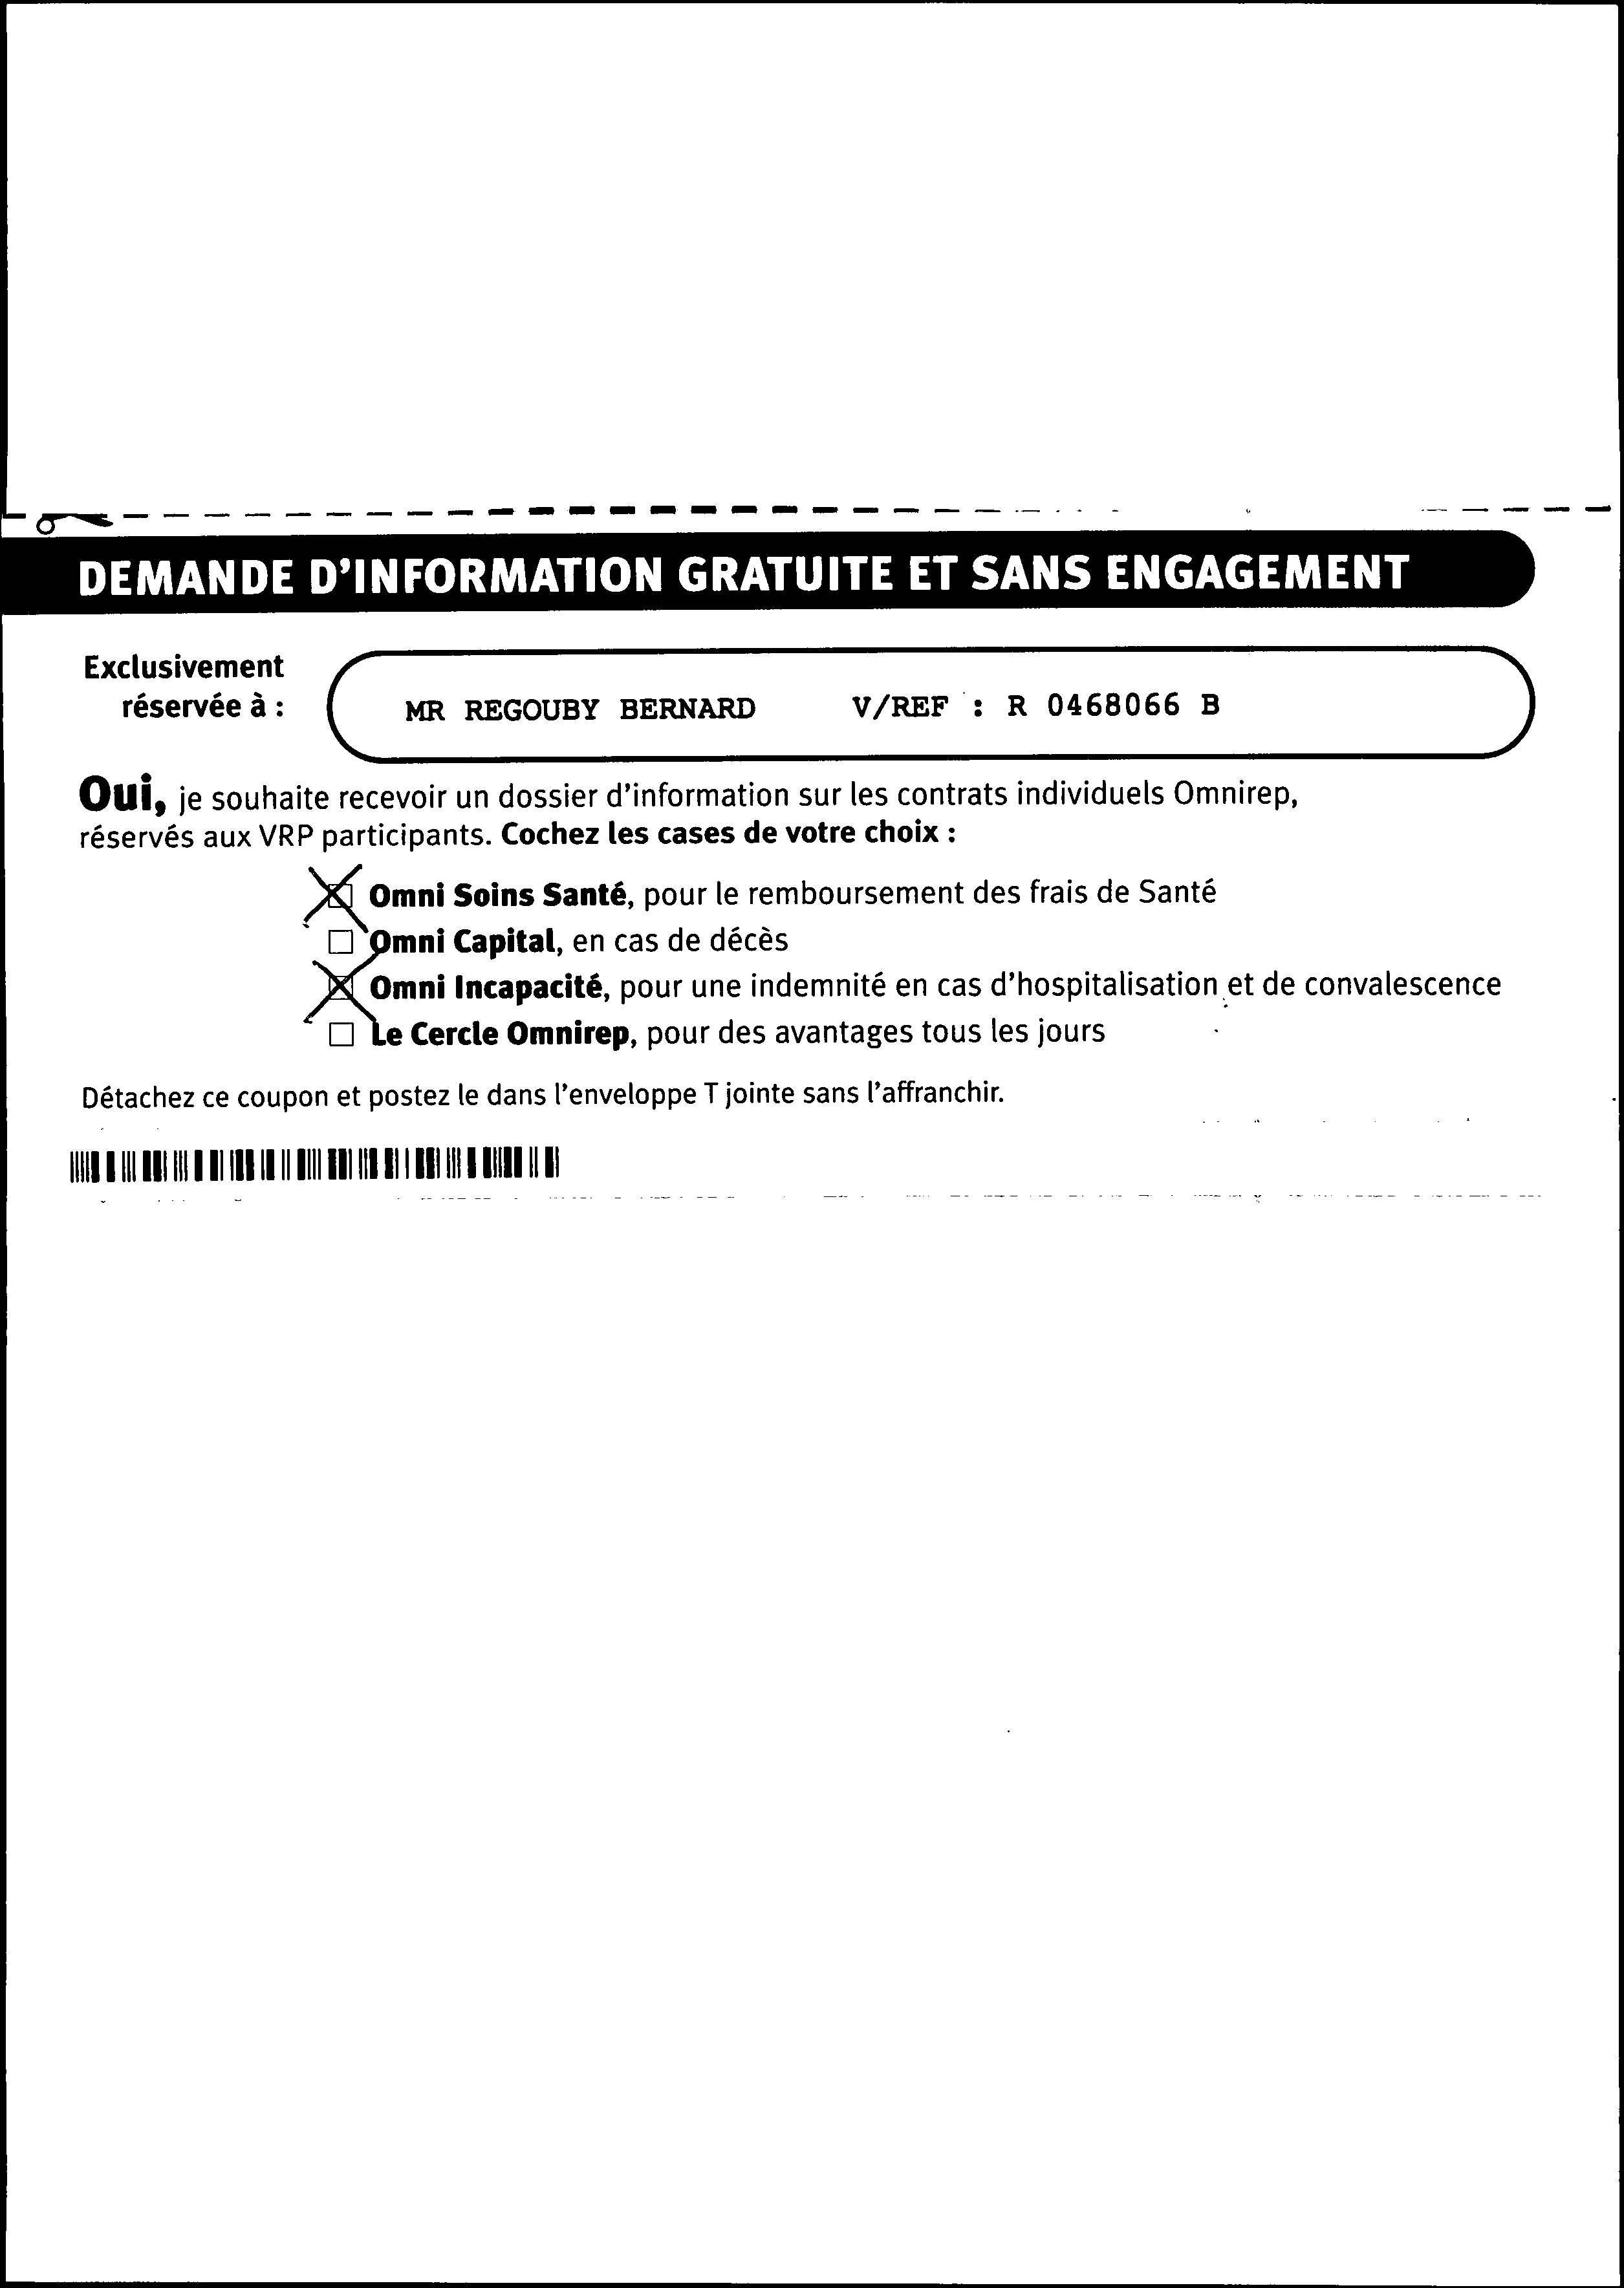 DEMANDE D'INFORMATION GRATUITE ET SANS ENGAGEMENT
Exclusivement
réservée à :
MR REGOUBY BERNARD V/REF : R 0468066 B
Oui, je souhaite recevoir un dossier d'information sur les contrats individuels Omnirep,
réservés aux VRP participants. Cochez les cases de votre choix :
Omni Soins Santé, pour le remboursement des frais de Santé
Omni Capital, en cas de décès
Omni Incapacité, pour une indemnité en cas d'hospitalisation et de convalescence
Le Cercle Omnirep, pour des avantages tous les jours
Détachez ce coupon et postez le dans l'enveloppe T jointe sans l'affranchir.